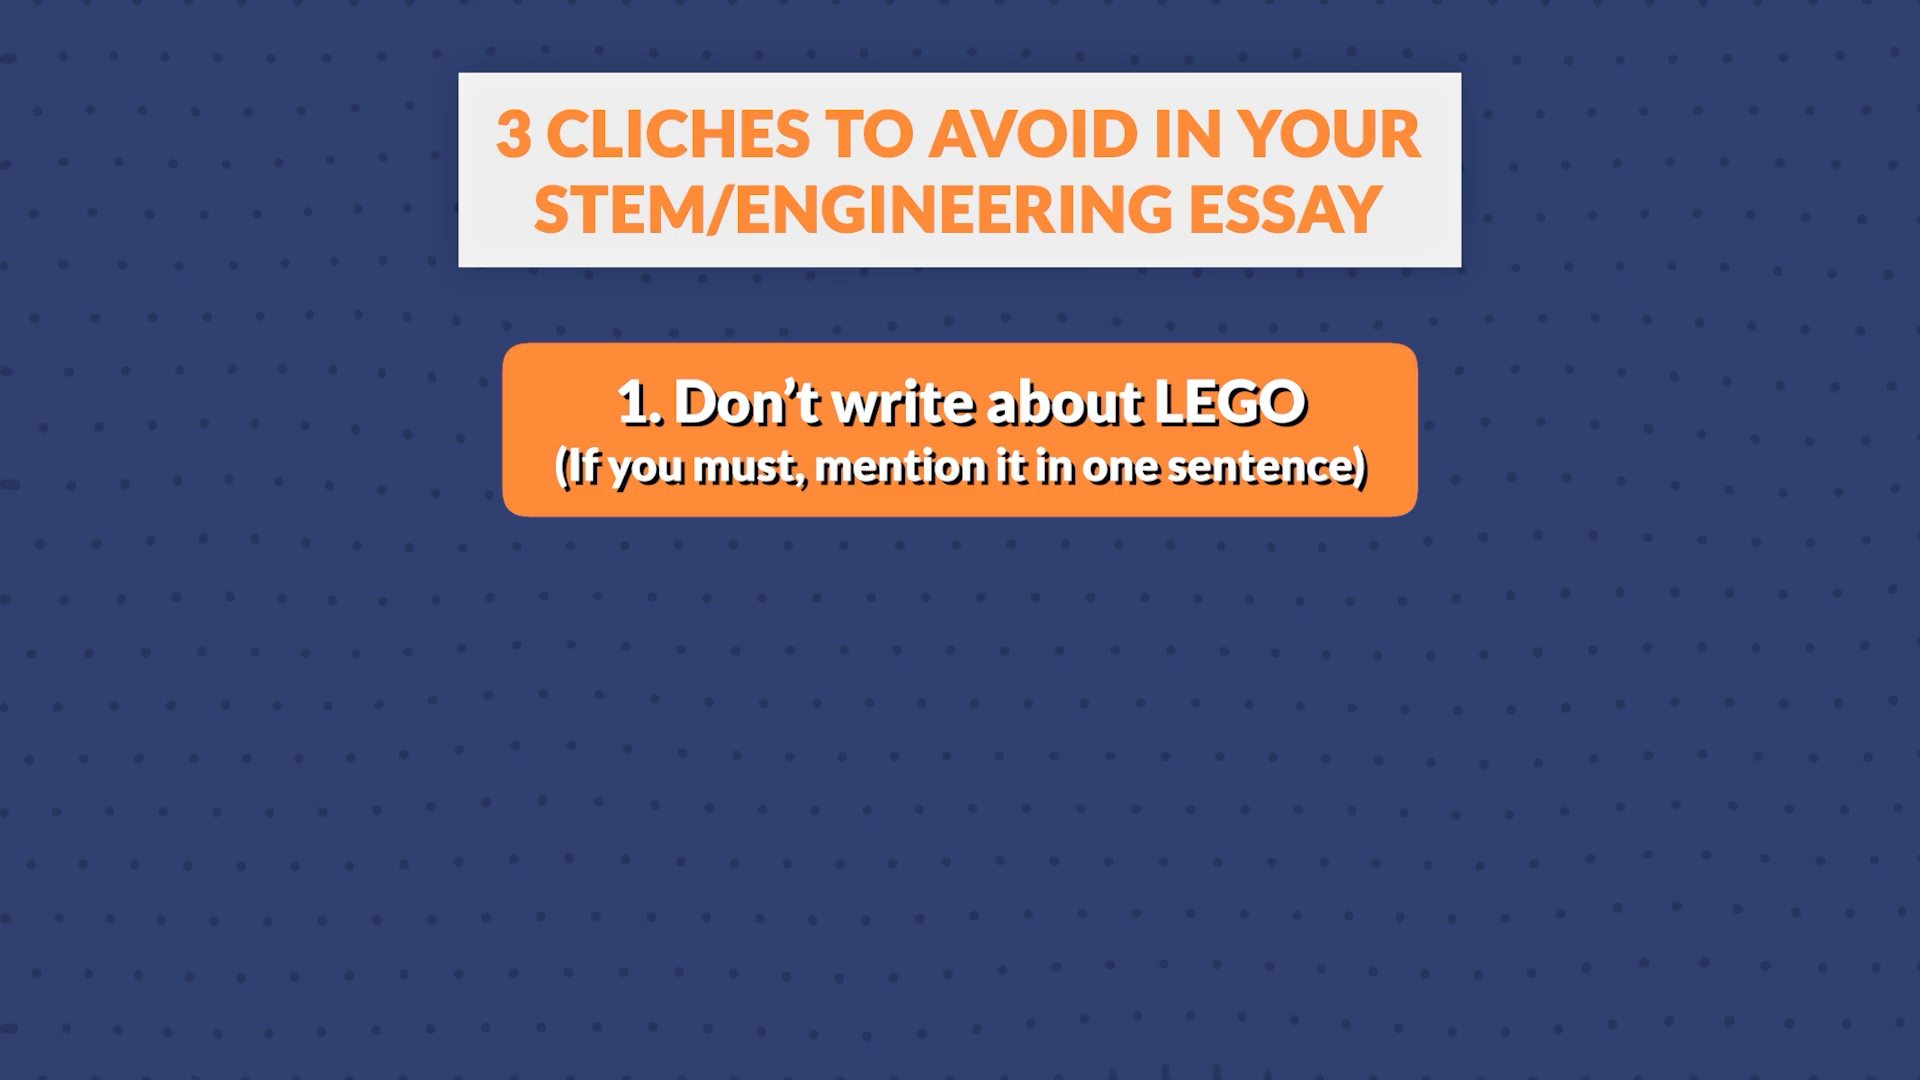 3 CLICHES TO AVOID IN YOUR
STEM/ENGINEERING ESSAY
1. Don’t write about LEGO
(If you must, mention it in one sentence)